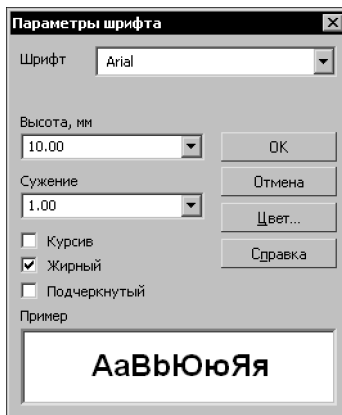 Параметры шрифта
Шрифт Arial
Высота, мм
10.00
OK
Сужение
Отмена
1.00
Цвет...
Курсив
Справка
Жирный
Подчеркнутый
Пример
АаBbЮюЯя